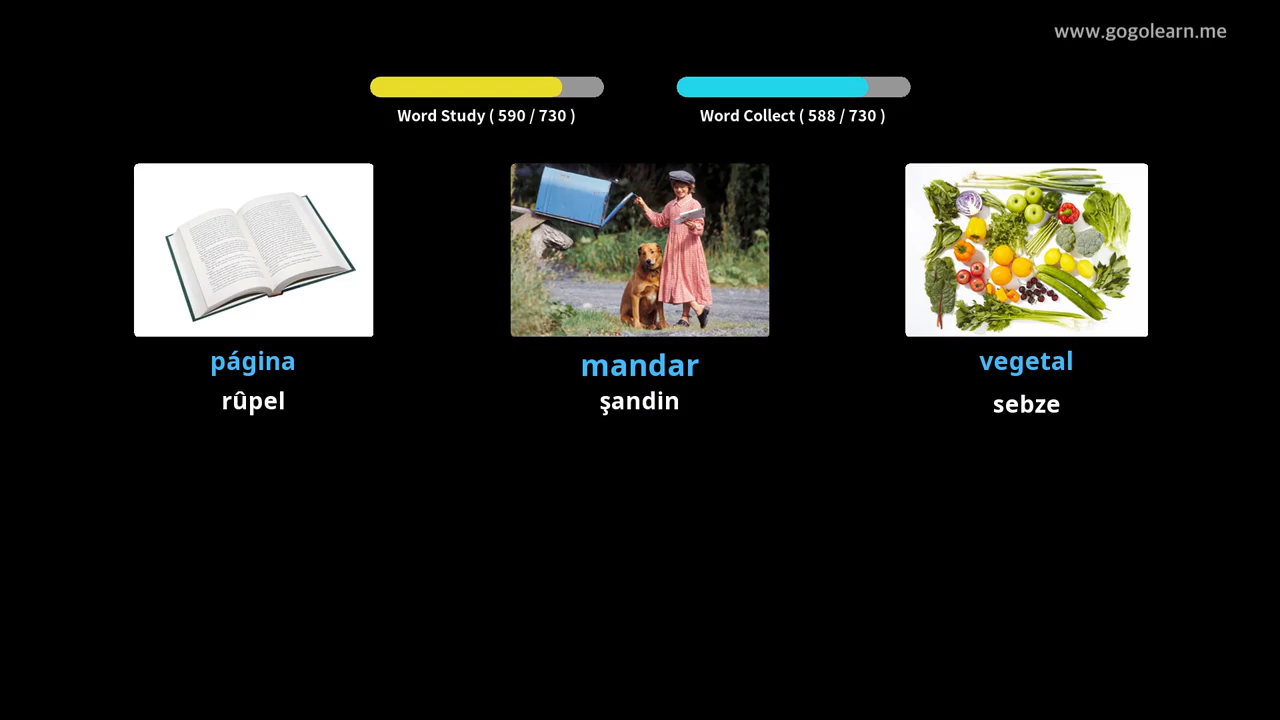 www.gogolearn.me
Word Study ( 590 / 730 )
Word Collect ( 588 / 730 )
página
rûpel
mandar
şandin
vegetal
sebze